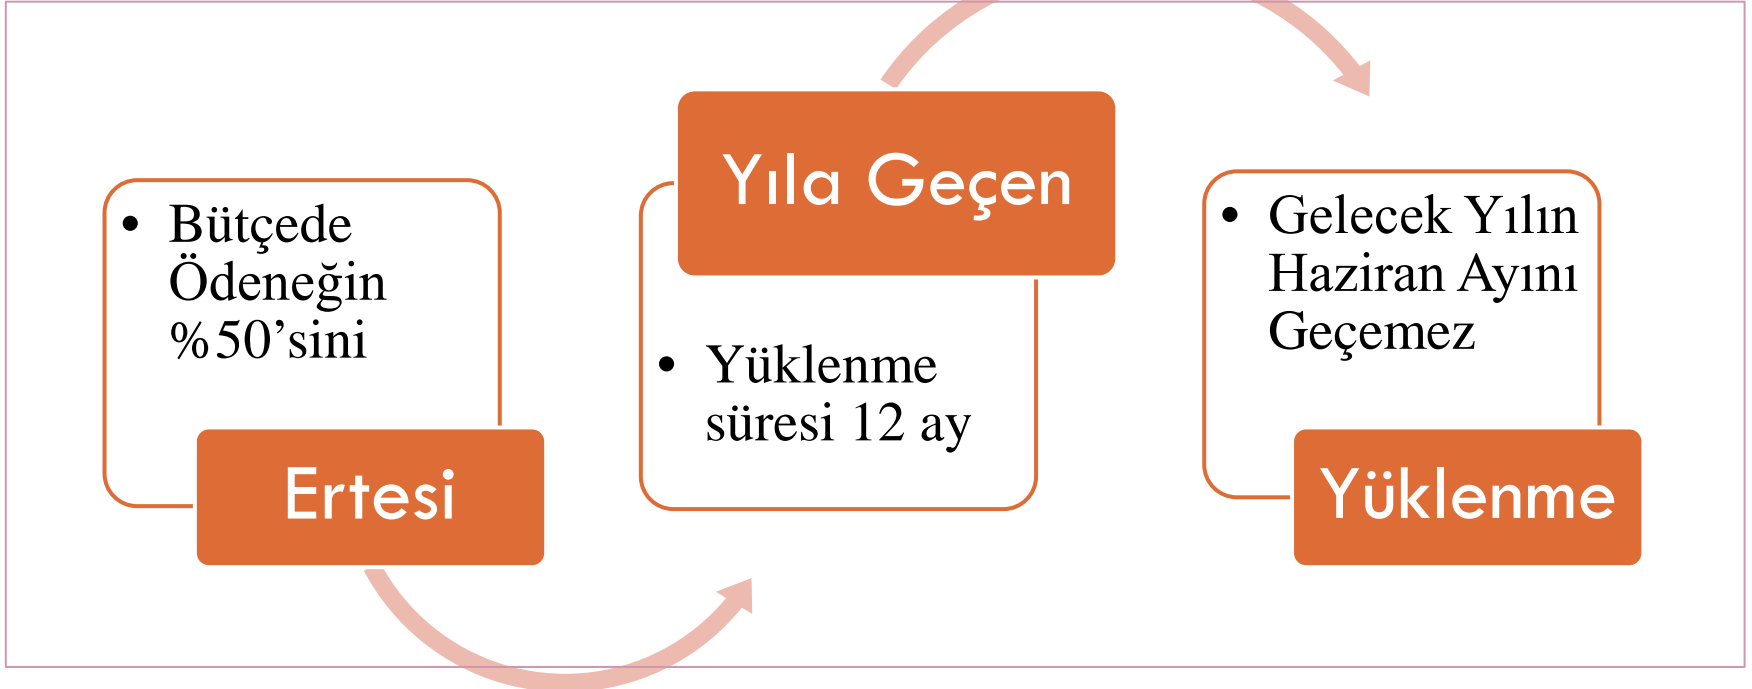 • Bütçede
Ödeneğin
%50’sini
Ertesi
Yıla Geçen
• Yüklenme
süresi 12 ay
• Gelecek Yılın
Haziran Ayını
Geçemez
Yüklenme